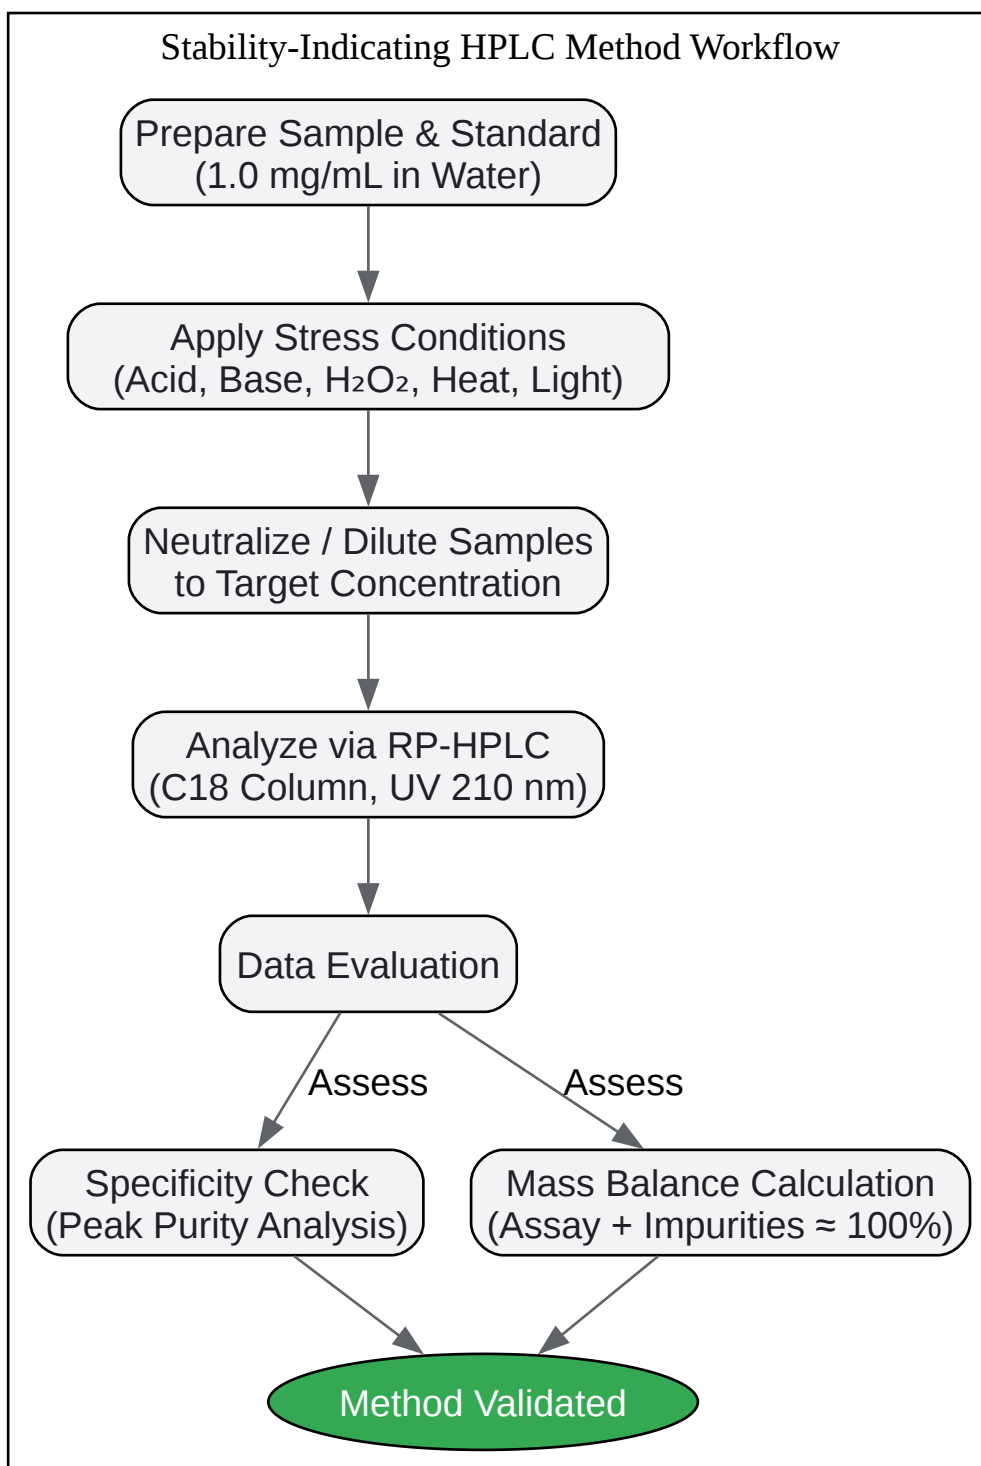 Stability-Indicating HPLC Method Workflow
Prepare Sample & Standard
(1.0 mg/mL in Water)
Apply Stress Conditions
(Acid, Base, H₂O₂, Heat, Light)
Neutralize / Dilute Samples
to Target Concentration
Analyze via RP-HPLC
(C18 Column, UV 210 nm)
Data Evaluation
Assess
Assess
Specificity Check
(Peak Purity Analysis)
Mass Balance Calculation
(Assay + Impurities ≈ 100%)
Method Validated